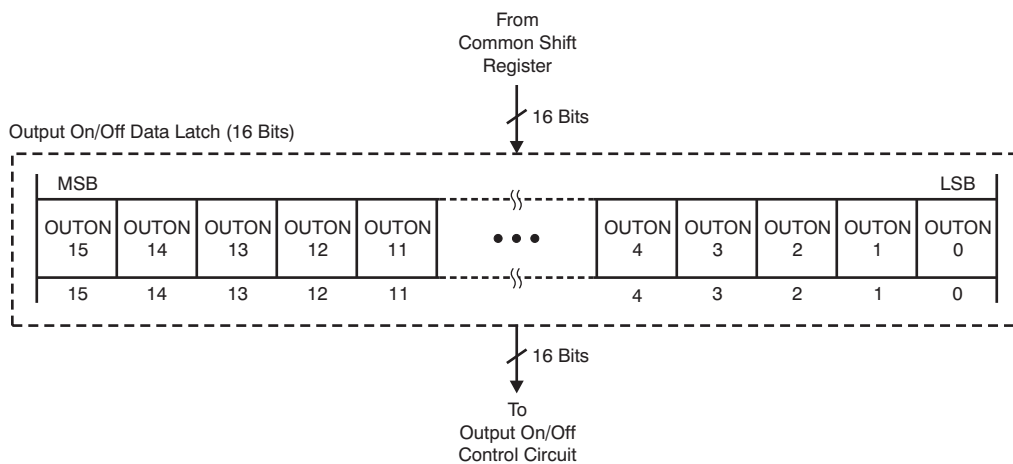 From
Common Shift
Register
16 Bits
Output On/Off Data Latch (16 Bits)
MSB LSB
OUTON OUTON OUTON OUTON OUTON OUTON OUTON OUTON OUTON OUTON
15 14 13 12 11 4 3 2 1 0
15 14 13 12 11 4 3 2 1 0
16 Bits
To
Output On/Off
Control Circuit